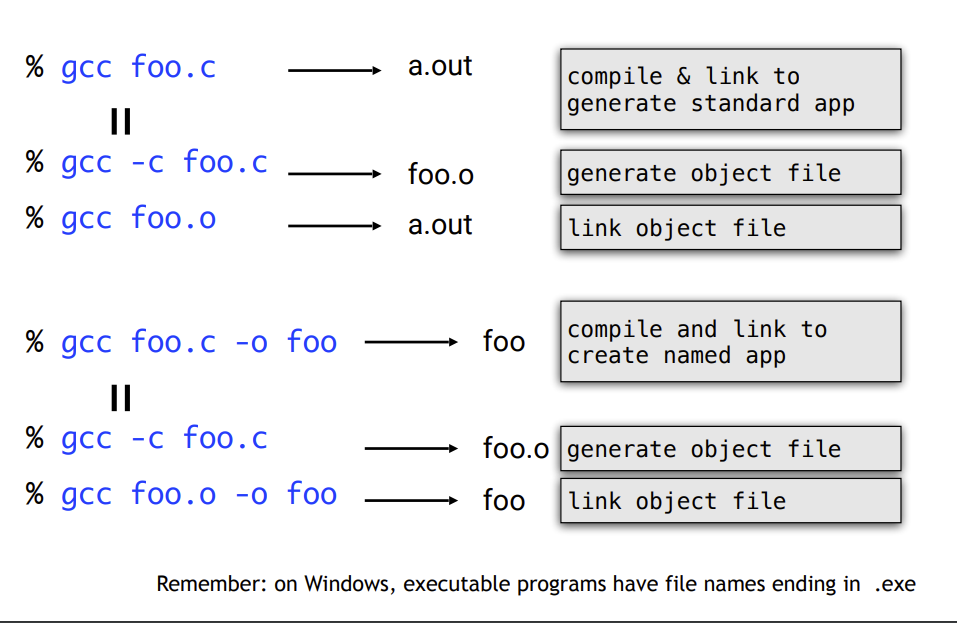 % gcc foo.c a.out compile & link to
generate standard app
% gcc -c foo.c foo.o generate object file
% gcc foo.o a.out link object file
% gcc foo.c -o foo foo compile and link to
create named app
% gcc -c foo.c foo.o generate object file
% gcc foo.o -o foo foo link object file
Remember: on Windows, executable programs have file names ending in .exe